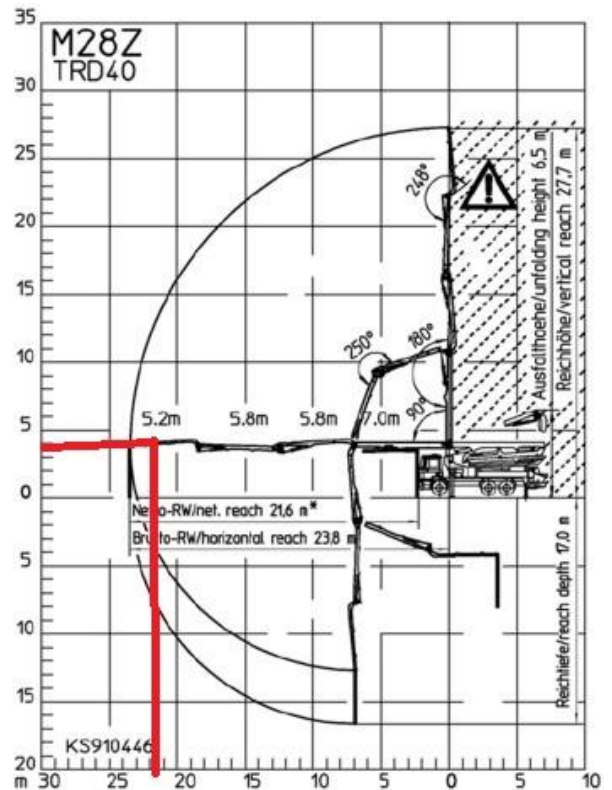 M28Z
TRD40
35
30
25
20
15
10
5
0
5
10
15
20
m 30 25 20 15 10 5 0 5 10
248°
250°
180°
90°
5.2m 5.8m 5.8m 7.0m
Netto-RW/net. reach 21,6 m*
Brutto-RW/horizontal reach 23,8 m
Ausfalthoehe/unfolding height 6.5 m
Reichhöhe/vertical reach 27,7 m
Reichtiefe/reach depth 17,0 m
KS910446